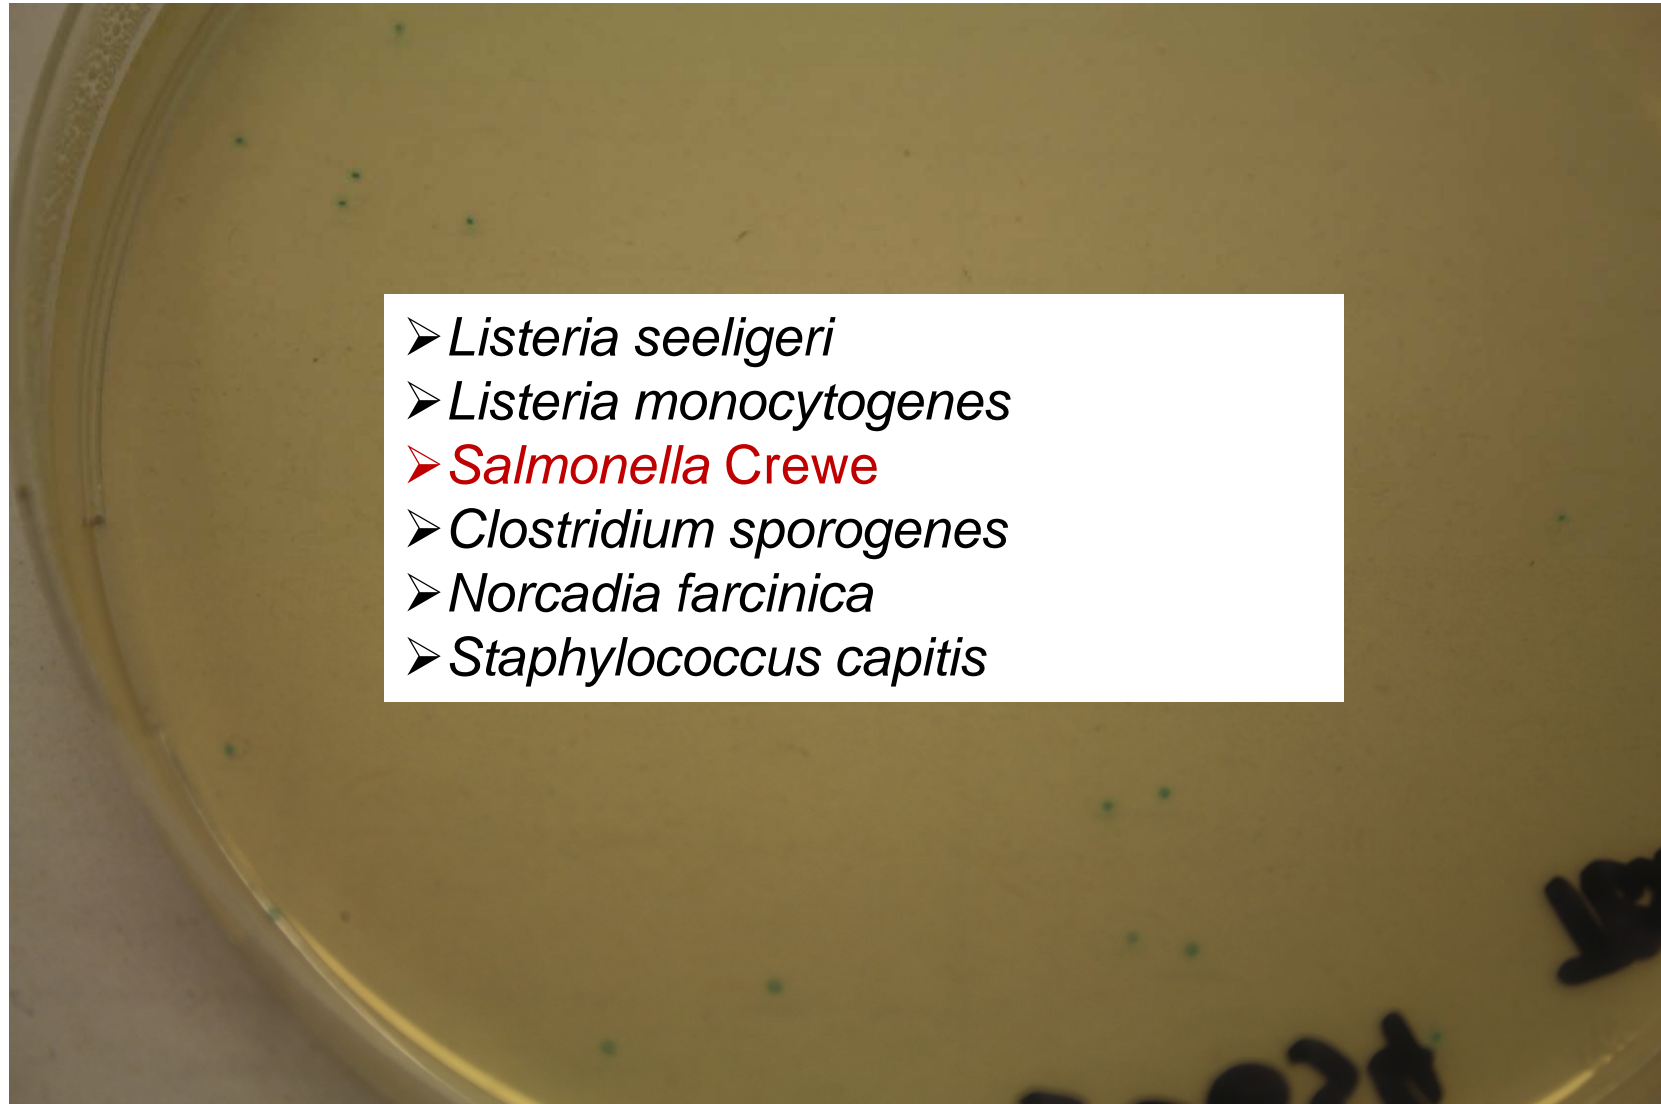 ➢Listeria seeligeri
➢Listeria monocytogenes
➢Salmonella Crewe
➢Clostridium sporogenes
➢Norcadia farcinica
➢Staphylococcus capitis